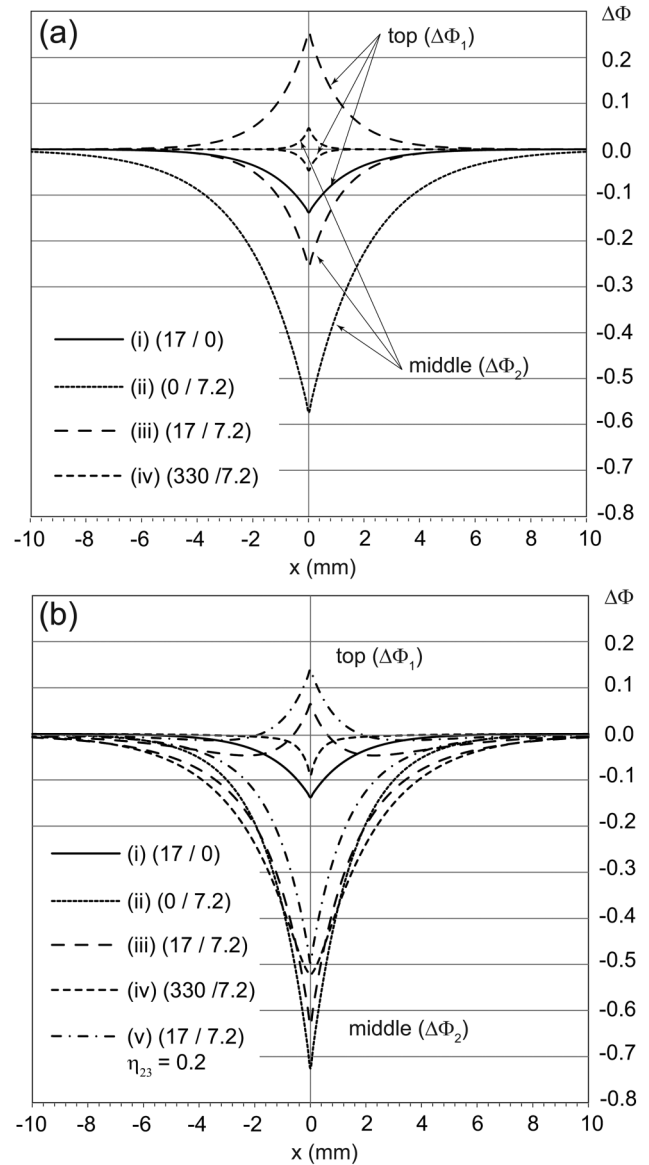 (a)
ΔΦ
top (ΔΦ₁)
0.2
0.1
0.0
-0.1
-0.2
-0.3
-0.4
-0.5
-0.6
-0.7
-0.8
(i) (17 / 0)
(ii) (0 / 7.2)
(iii) (17 / 7.2)
(iv) (330 /7.2)
middle (ΔΦ₂)
-10 -8 -6 -4 -2 0 2 4 6 8 10
x (mm)
(b)
ΔΦ
top (ΔΦ₁)
0.2
0.1
0.0
-0.1
-0.2
-0.3
-0.4
-0.5
-0.6
-0.7
-0.8
(i) (17 / 0)
(ii) (0 / 7.2)
(iii) (17 / 7.2)
(iv) (330 /7.2)
(v) (17 / 7.2)
η₂₃ = 0.2
middle (ΔΦ₂)
-10 -8 -6 -4 -2 0 2 4 6 8 10
x (mm)